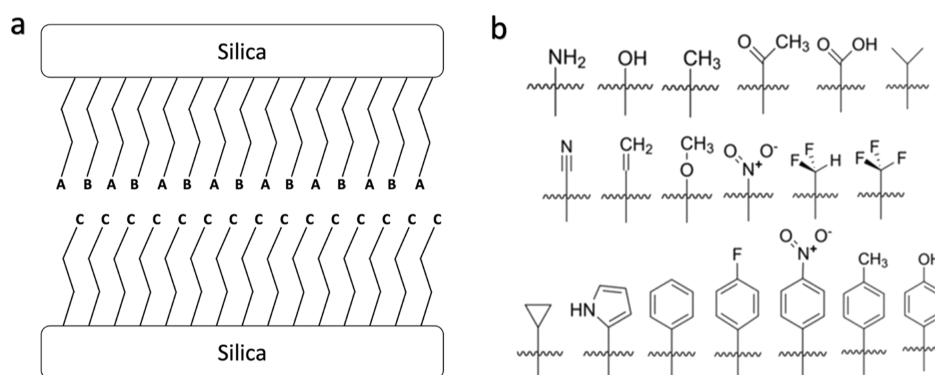 a
Silica
A B A B A B A B A B A B A B A
C C C C C C C C C C C C C C C
Silica
b
NH₂ OH CH₃ O CH₃ O OH
N CH₂ CH₃ O O O⁻ N⁺ F F H F F F
HN F O O⁻ N⁺ CH₃ OH